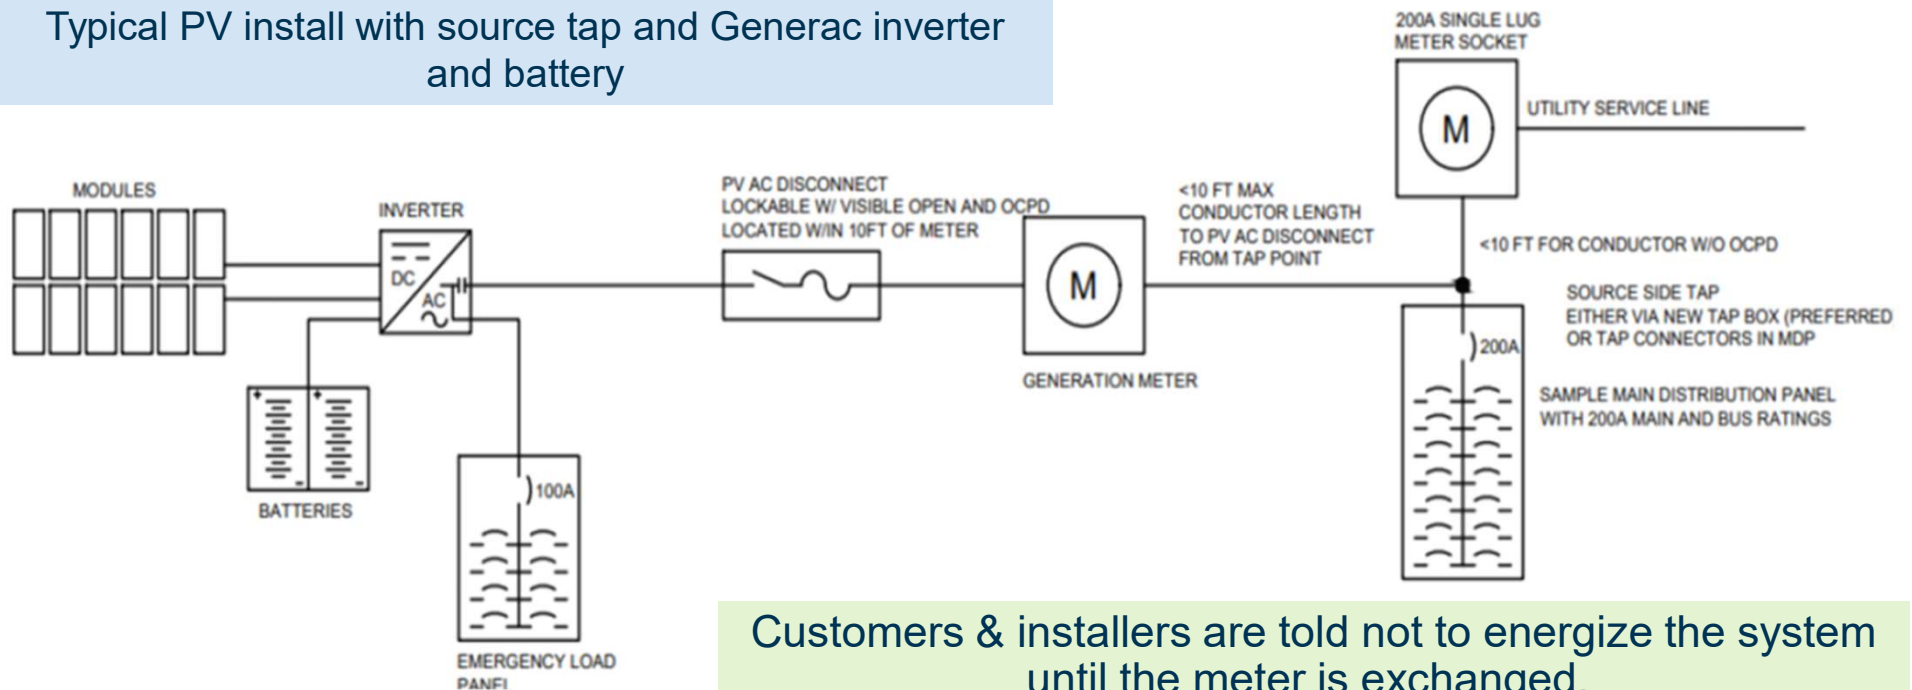 Typical PV install with source tap and Generac inverter
and battery
200A SINGLE LUG
METER SOCKET
M
UTILITY SERVICE LINE
MODULES
INVERTER
DC
AC
PV AC DISCONNECT
LOCKABLE W/ VISIBLE OPEN AND OCPD
LOCATED W/IN 10FT OF METER
M
GENERATION METER
<10 FT MAX
CONDUCTOR LENGTH
TO PV AC DISCONNECT
FROM TAP POINT
<10 FT FOR CONDUCTOR W/O OCPD
SOURCE SIDE TAP
EITHER VIA NEW TAP BOX (PREFERRED
OR TAP CONNECTORS IN MDP
200A
SAMPLE MAIN DISTRIBUTION PANEL
WITH 200A MAIN AND BUS RATINGS
+ +
- -
BATTERIES
100A
EMERGENCY LOAD
PANEL
Customers & installers are told not to energize the system
until the meter is exchanged.